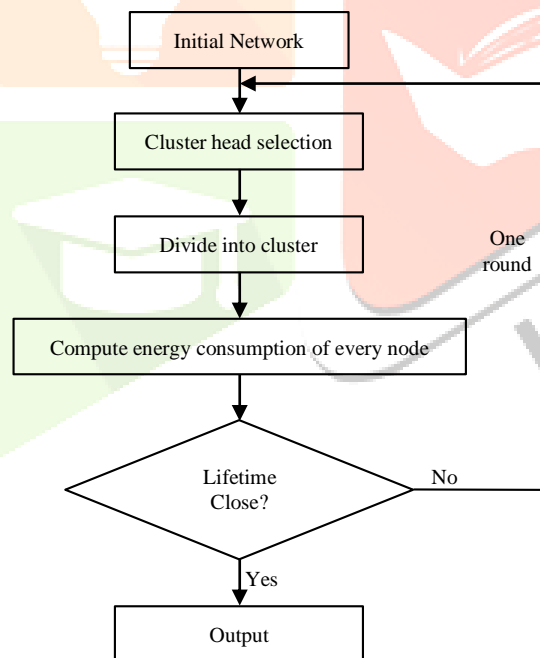 Initial Network
Cluster head selection
Divide into cluster
One
round
Compute energy consumption of every node
Lifetime
Close?
No
Yes
Output